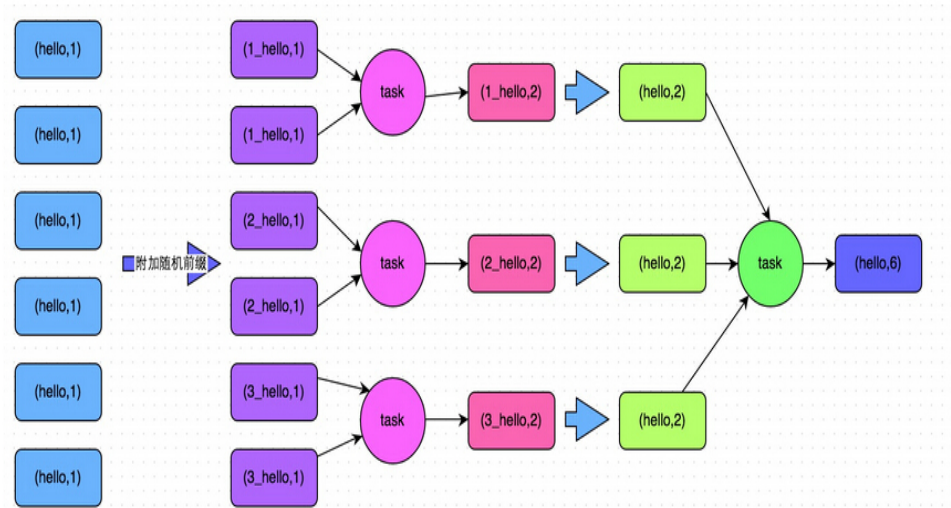 (hello,1)
(1_hello,1)
(hello,1)
(1_hello,1)
task
(1_hello,2)
(hello,2)
(hello,1)
(2_hello,1)
附加随机前缀
(hello,1)
(2_hello,1)
task
(2_hello,2)
(hello,2)
task
(hello,6)
(hello,1)
(3_hello,1)
(hello,1)
(3_hello,1)
task
(3_hello,2)
(hello,2)